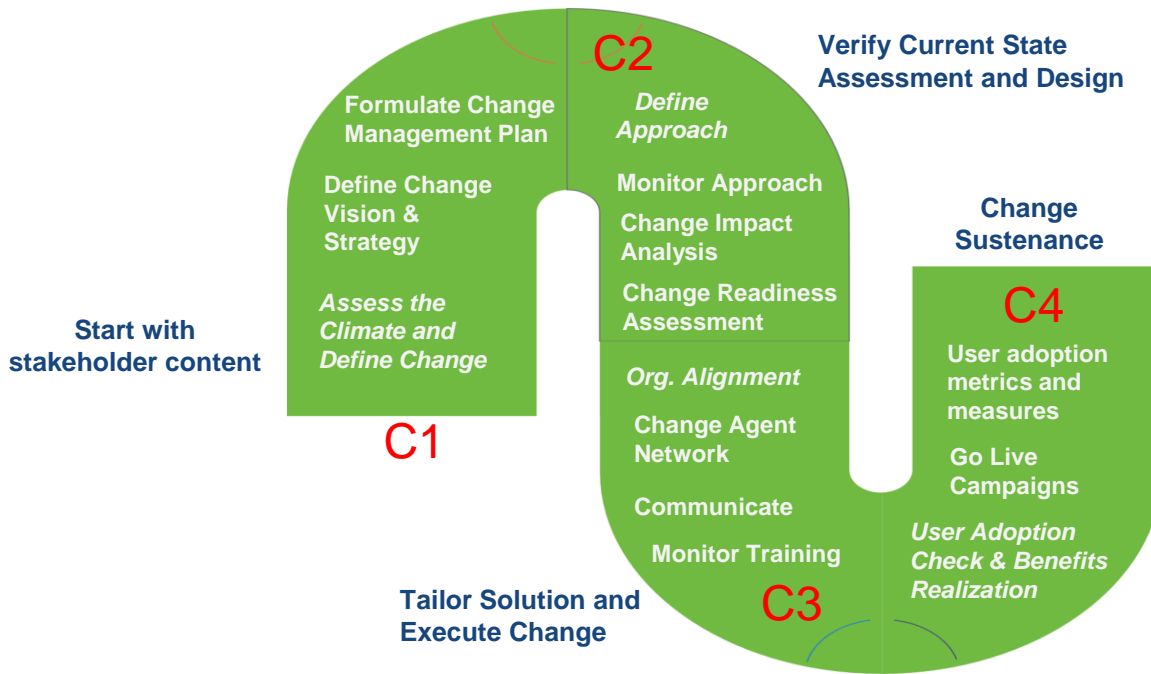 Start with
stakeholder content
C1
Formulate Change
Management Plan
Define Change
Vision &
Strategy
Assess the
Climate and
Define Change
Verify Current State
Assessment and Design
C2
Define
Approach
Monitor Approach
Change Impact
Analysis
Change Readiness
Assessment
Org. Alignment
Change Agent
Network
Communicate
Monitor Training
C3
Tailor Solution and
Execute Change
Change
Sustenance
C4
User adoption
metrics and
measures
Go Live
Campaigns
User Adoption
Check & Benefits
Realization